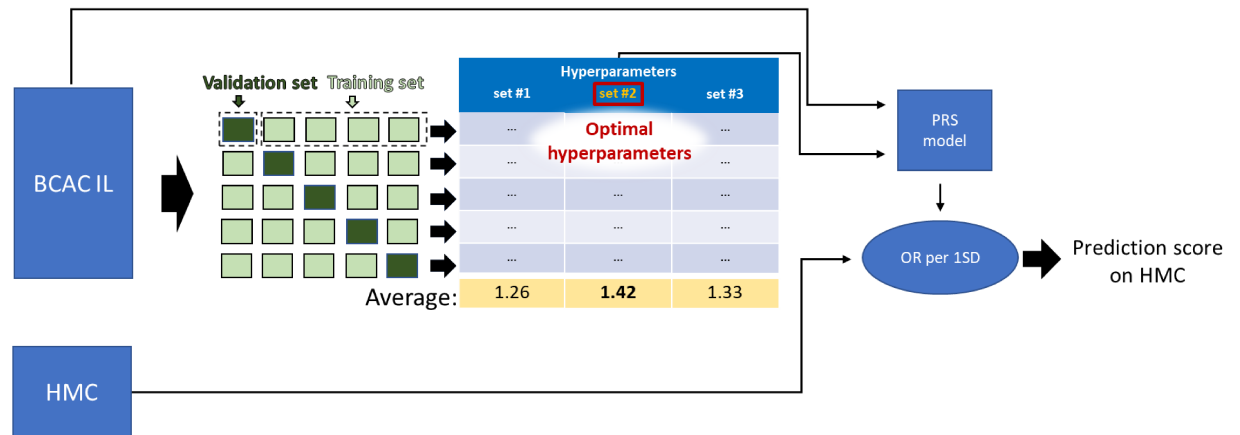 BCAC IL
Validation set Training set
Hyperparameters
set #1 set #2 set #3
... Optimal ...
hyperparameters
... ...
... ... ...
... ... ...
... ... ...
Average: 1.26 1.42 1.33
PRS
model
OR per 1SD
Prediction score
on HMC
HMC